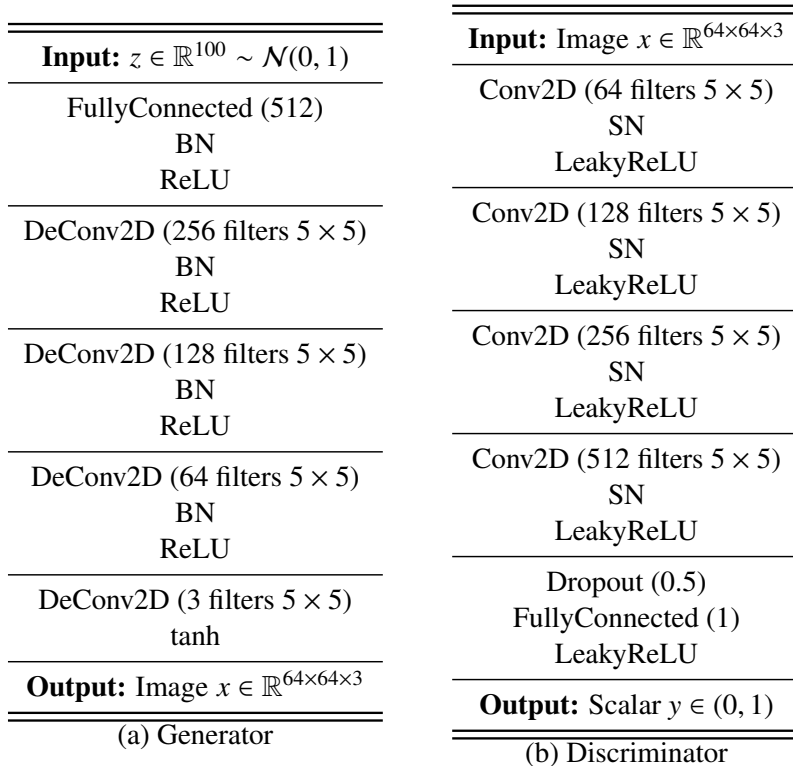 Input: z ∈ ℝ¹⁰⁰ ∼ 𝒩(0, 1)
FullyConnected (512)
BN
ReLU
DeConv2D (256 filters 5 × 5)
BN
ReLU
DeConv2D (128 filters 5 × 5)
BN
ReLU
DeConv2D (64 filters 5 × 5)
BN
ReLU
DeConv2D (3 filters 5 × 5)
tanh
Output: Image x ∈ ℝ⁶⁴ˣ⁶⁴ˣ³
(a) Generator
Input: Image x ∈ ℝ⁶⁴ˣ⁶⁴ˣ³
Conv2D (64 filters 5 × 5)
SN
LeakyReLU
Conv2D (128 filters 5 × 5)
SN
LeakyReLU
Conv2D (256 filters 5 × 5)
SN
LeakyReLU
Conv2D (512 filters 5 × 5)
SN
LeakyReLU
Dropout (0.5)
FullyConnected (1)
LeakyReLU
Output: Scalar y ∈ (0, 1)
(b) Discriminator